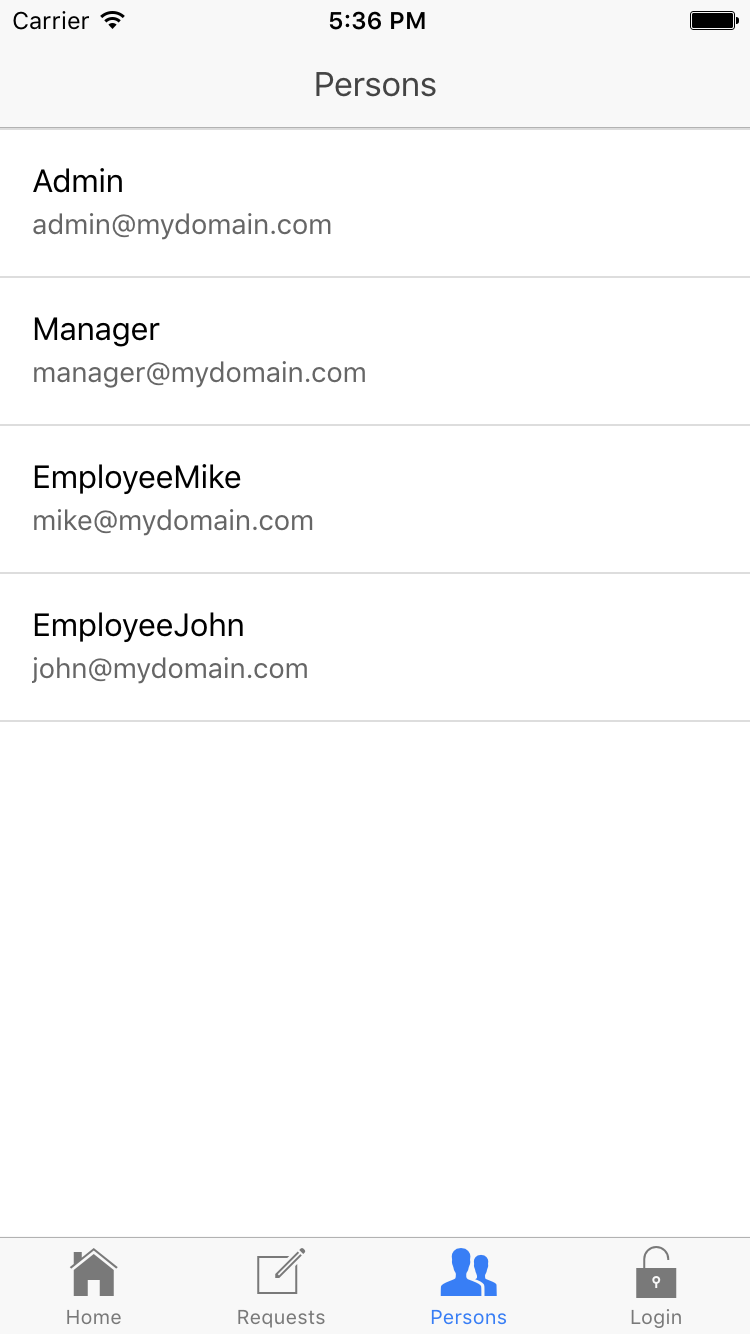 Carrier 5:36 PM
Persons
Admin
admin@mydomain.com
Manager
manager@mydomain.com
EmployeeMike
mike@mydomain.com
EmployeeJohn
john@mydomain.com
Home Requests Persons Login